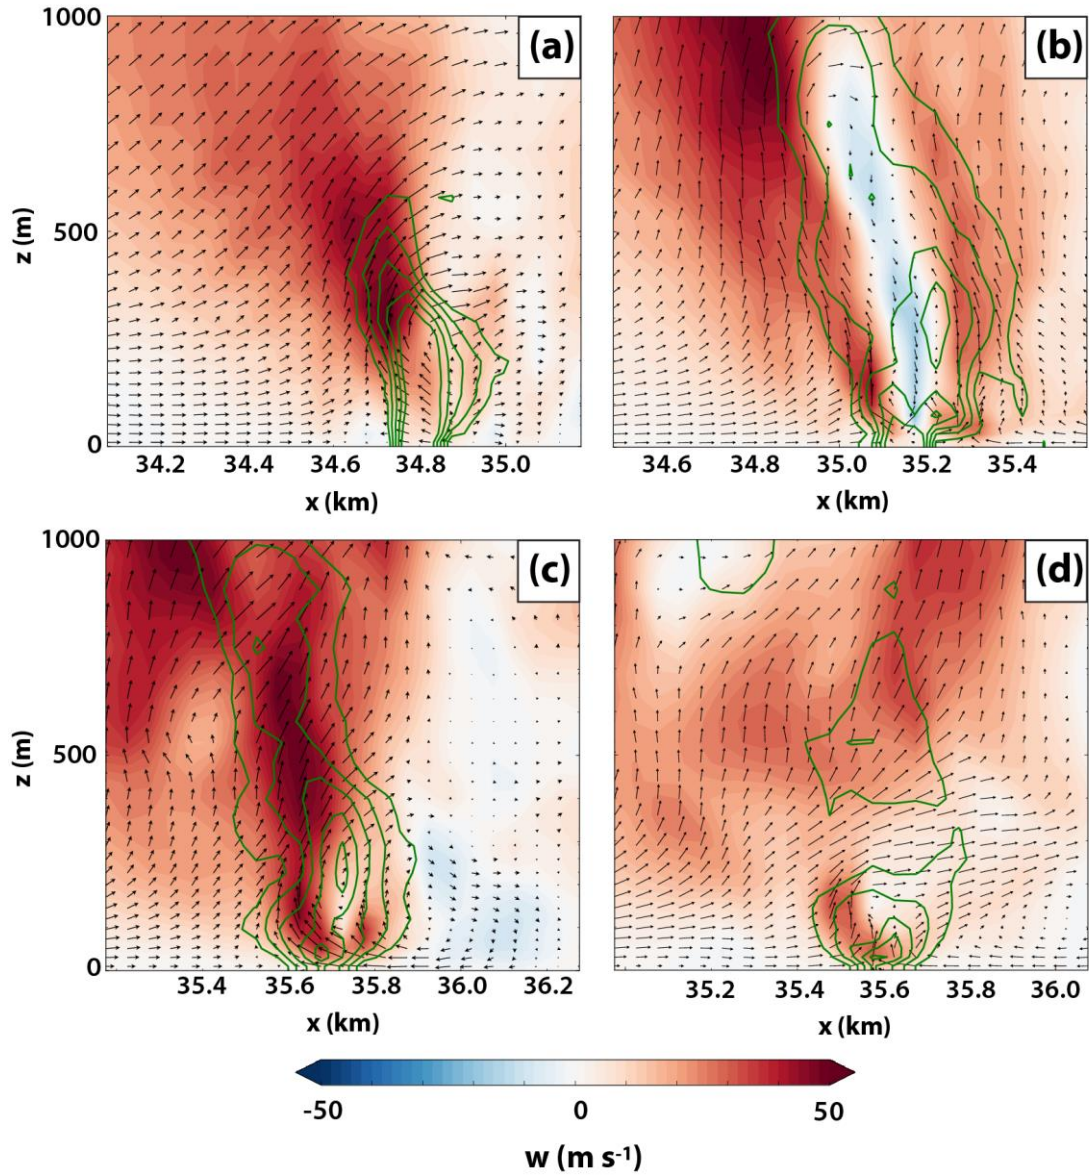 1000
(a)
(b)
z (m)
500
0
34.2 34.4 34.6 34.8 35.0
34.6 34.8 35.0 35.2 35.4
x (km)
x (km)
1000
(c)
(d)
z (m)
500
0
35.4 35.6 35.8 36.0 36.2
35.2 35.4 35.6 35.8 36.0
x (km)
x (km)
-50 0 50
w (m s⁻¹)